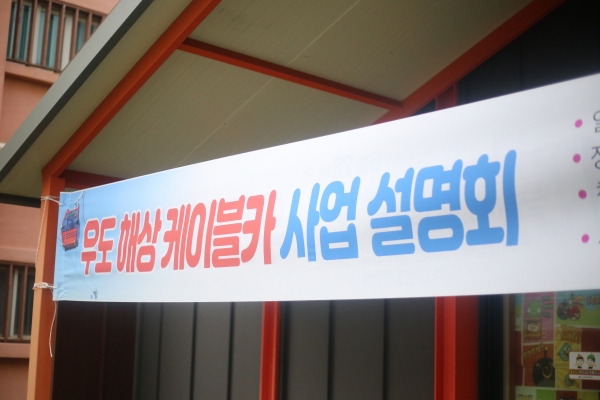 우도 해상 케이블카 사업 설명회